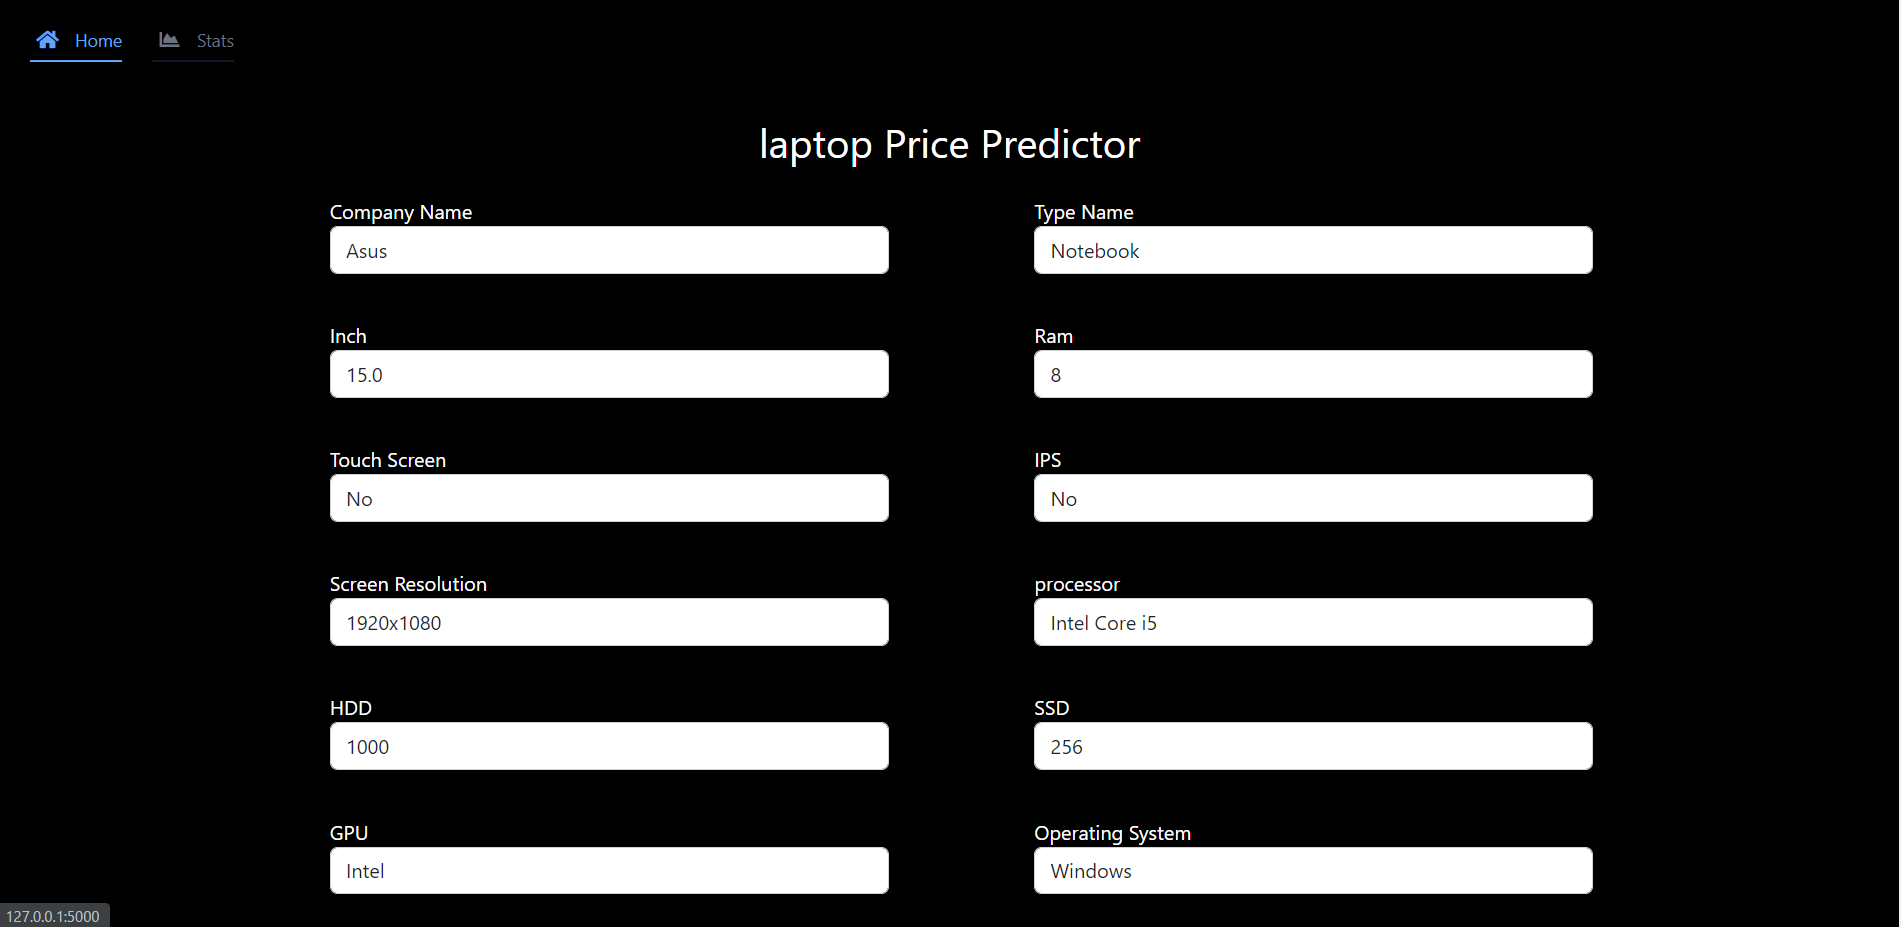 Home Stats
laptop Price Predictor
Company Name Type Name
Asus Notebook
Inch Ram
15.0 8
Touch Screen IPS
No No
Screen Resolution processor
1920x1080 Intel Core i5
HDD SSD
1000 256
GPU Operating System
Intel Windows
127.0.0.1:5000